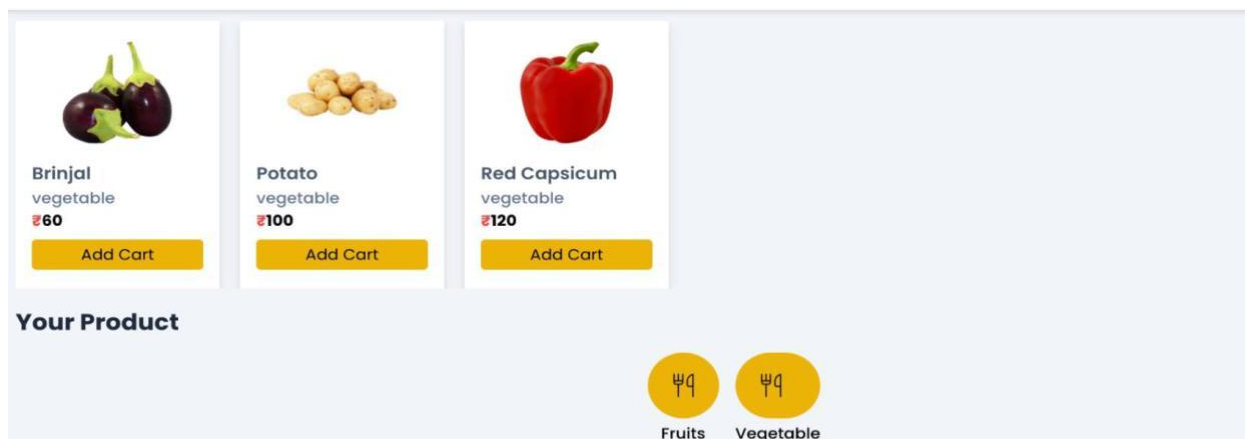 Brinjal
vegetable
₹60
Add Cart
Potato
vegetable
₹100
Add Cart
Red Capsicum
vegetable
₹120
Add Cart
Your Product
Fruits
Vegetable